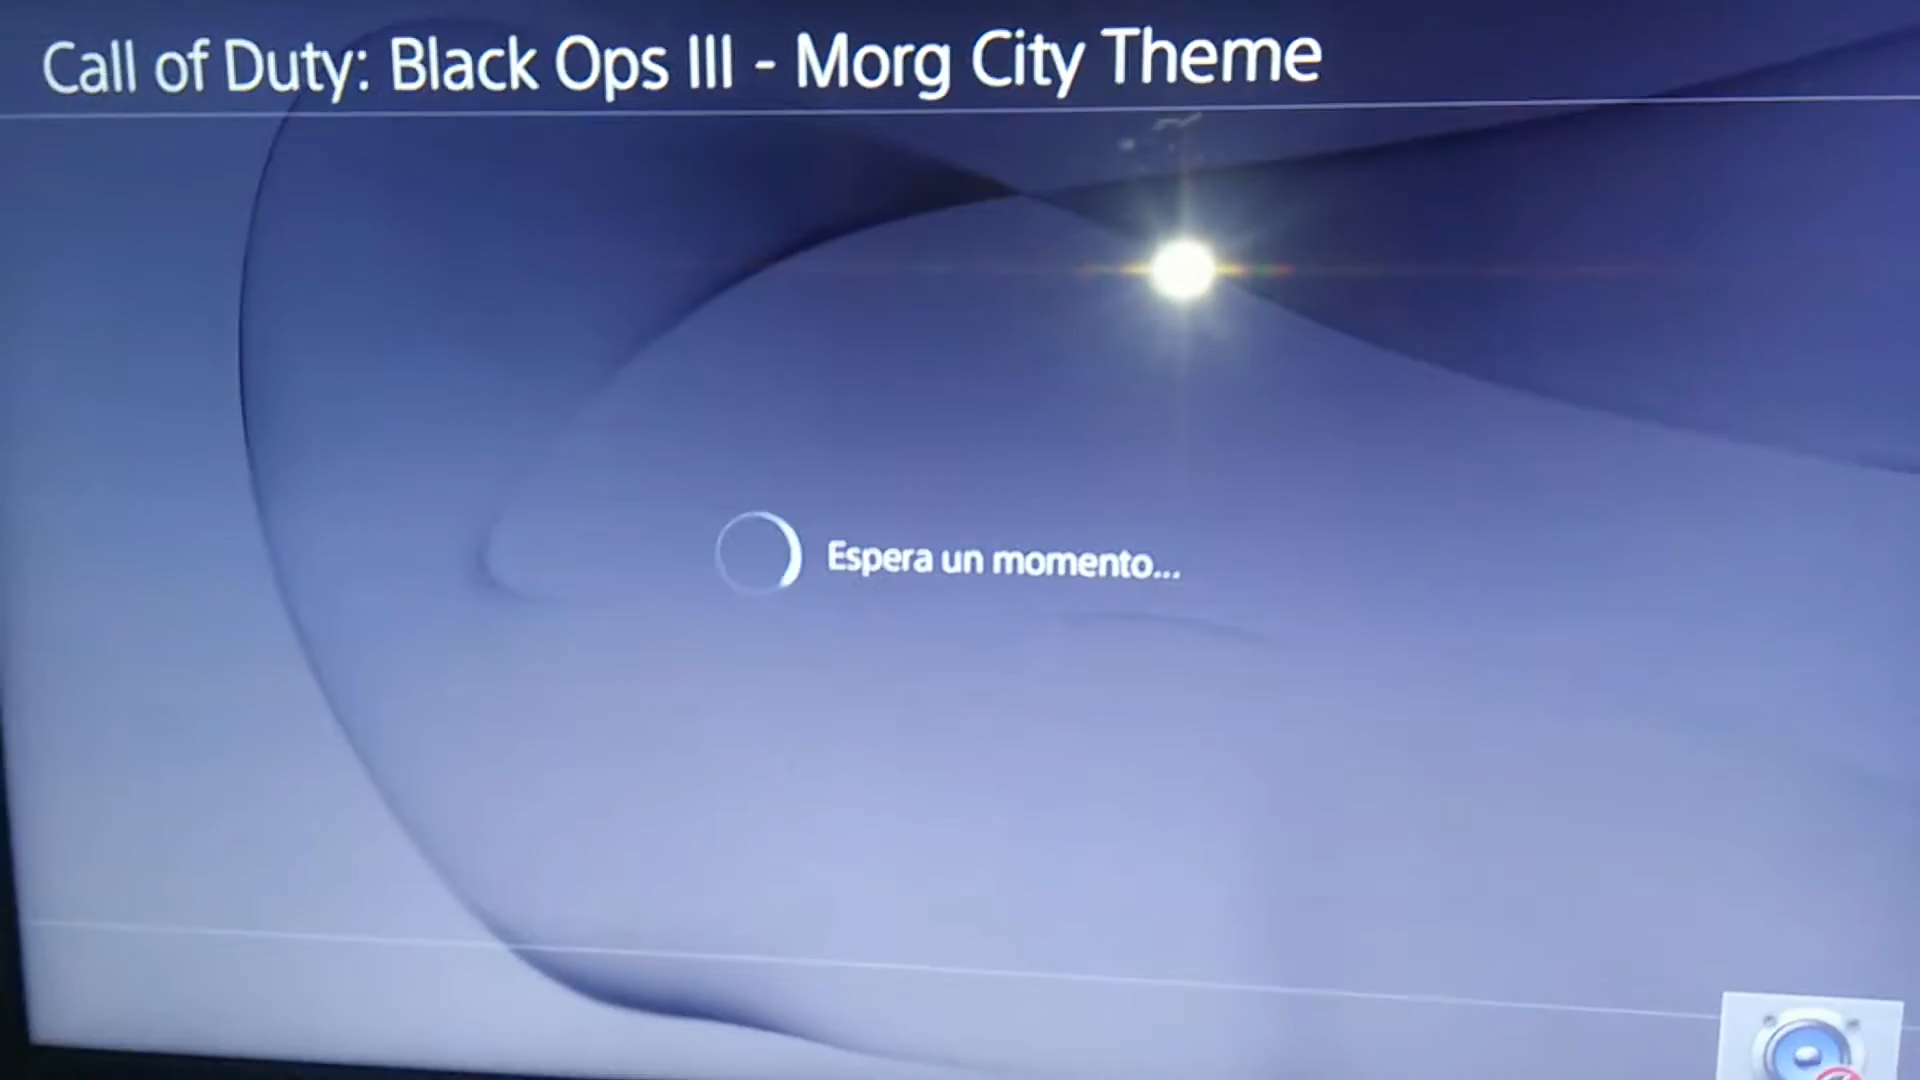 Call of Duty: Black Ops III - Morg City Theme
Espera un momento...